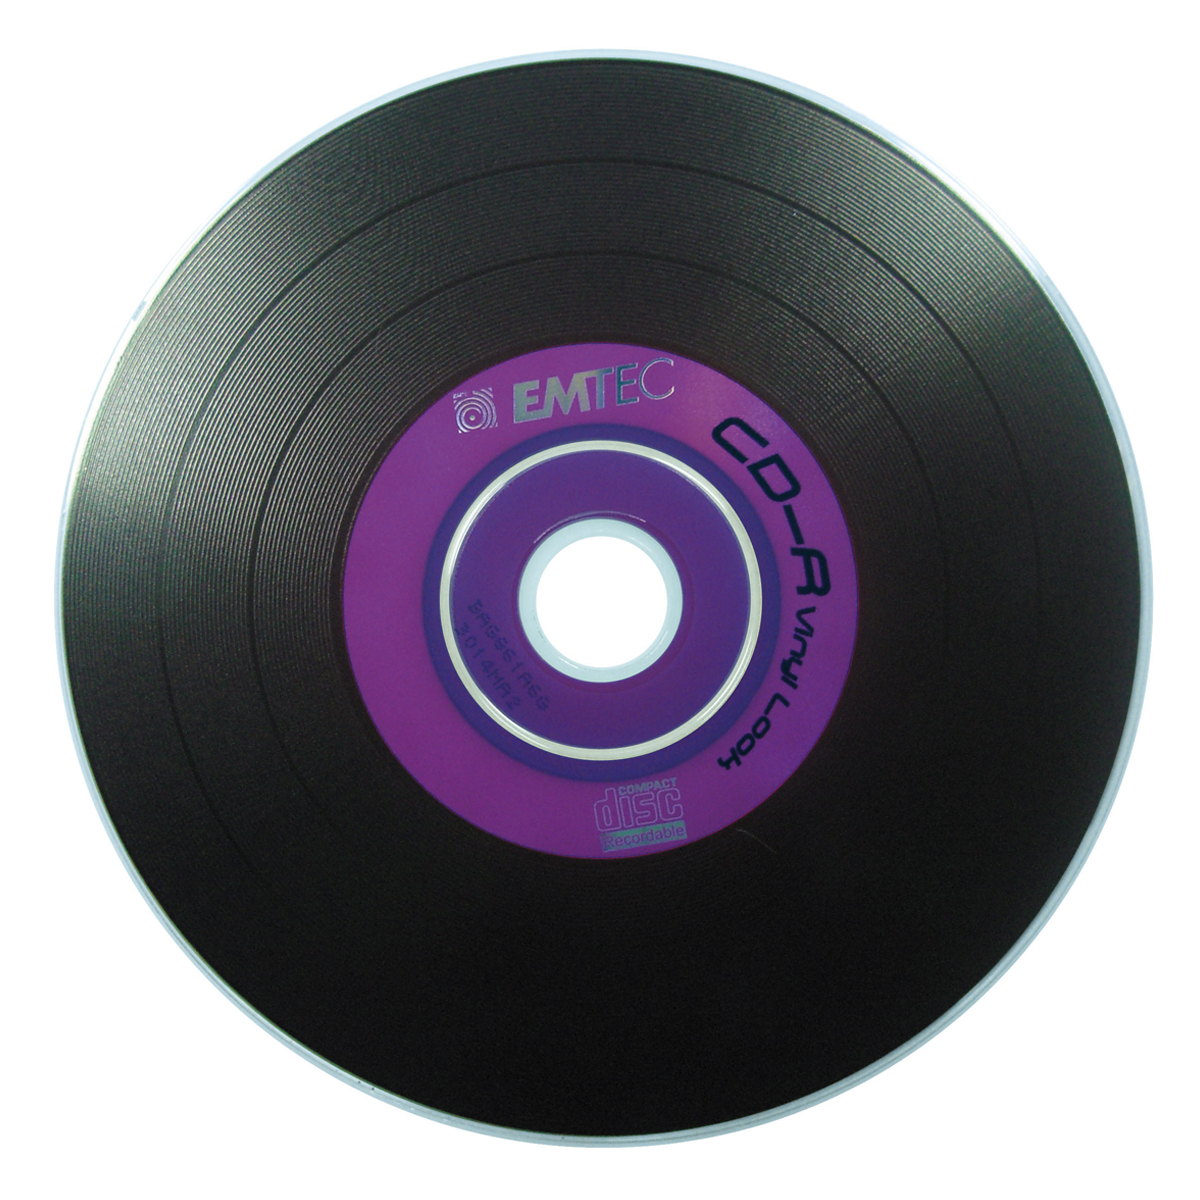 EMTEC
CD-R Vinyl Look
COMPACT
disc
Recordable